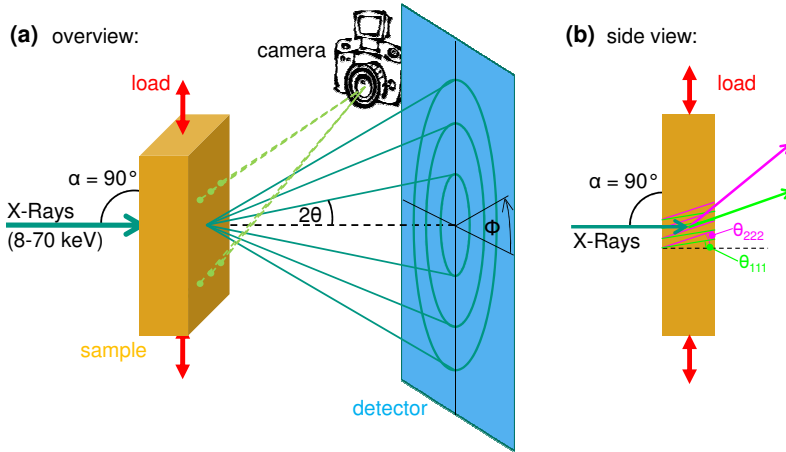 (a) overview:
camera
load
α = 90°
X-Rays
(8-70 keV)
2θ
Φ
sample
detector
(b) side view:
load
α = 90°
X-Rays
θ222
θ111